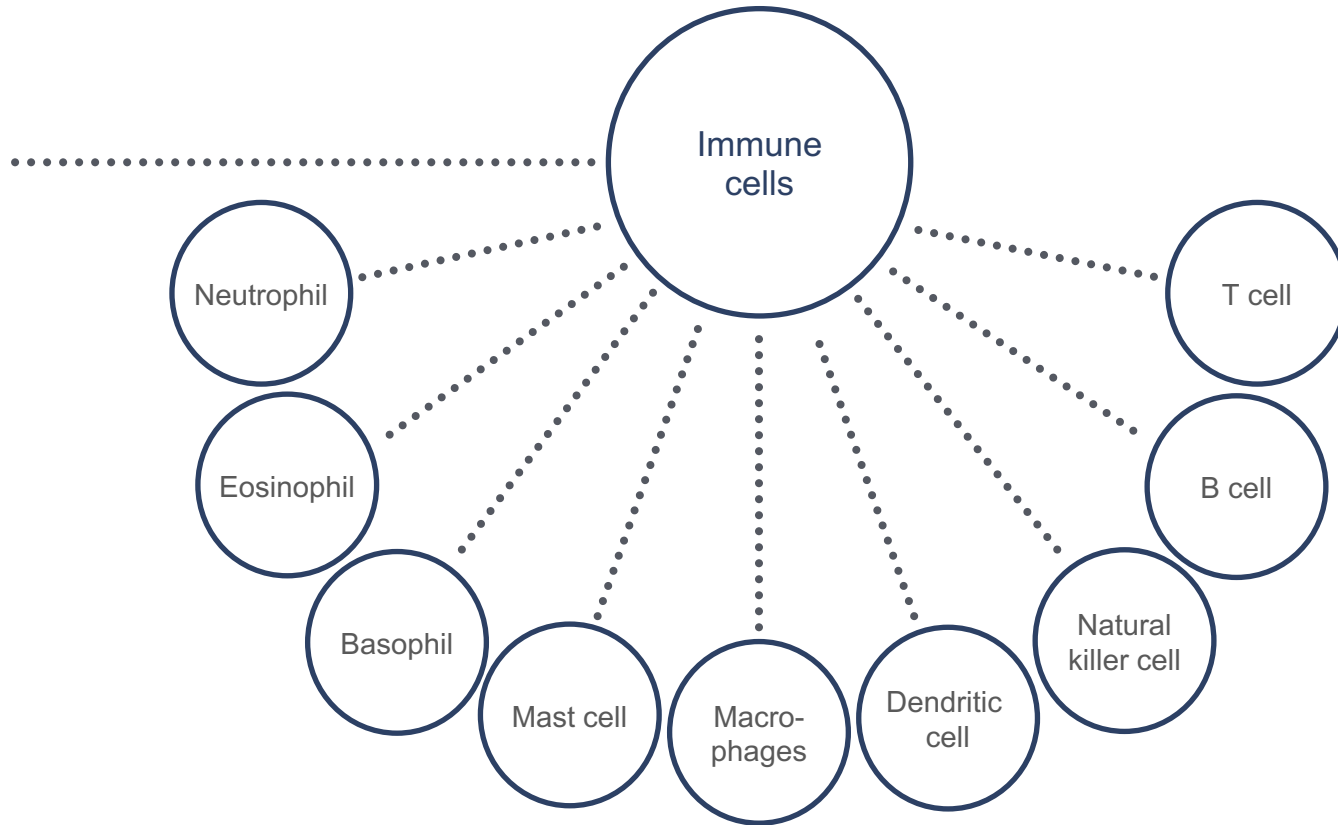 Immune
cells
Neutrophil
Eosinophil
Basophil
Mast cell
Macro-
phages
Dendritic
cell
Natural
killer cell
B cell
T cell